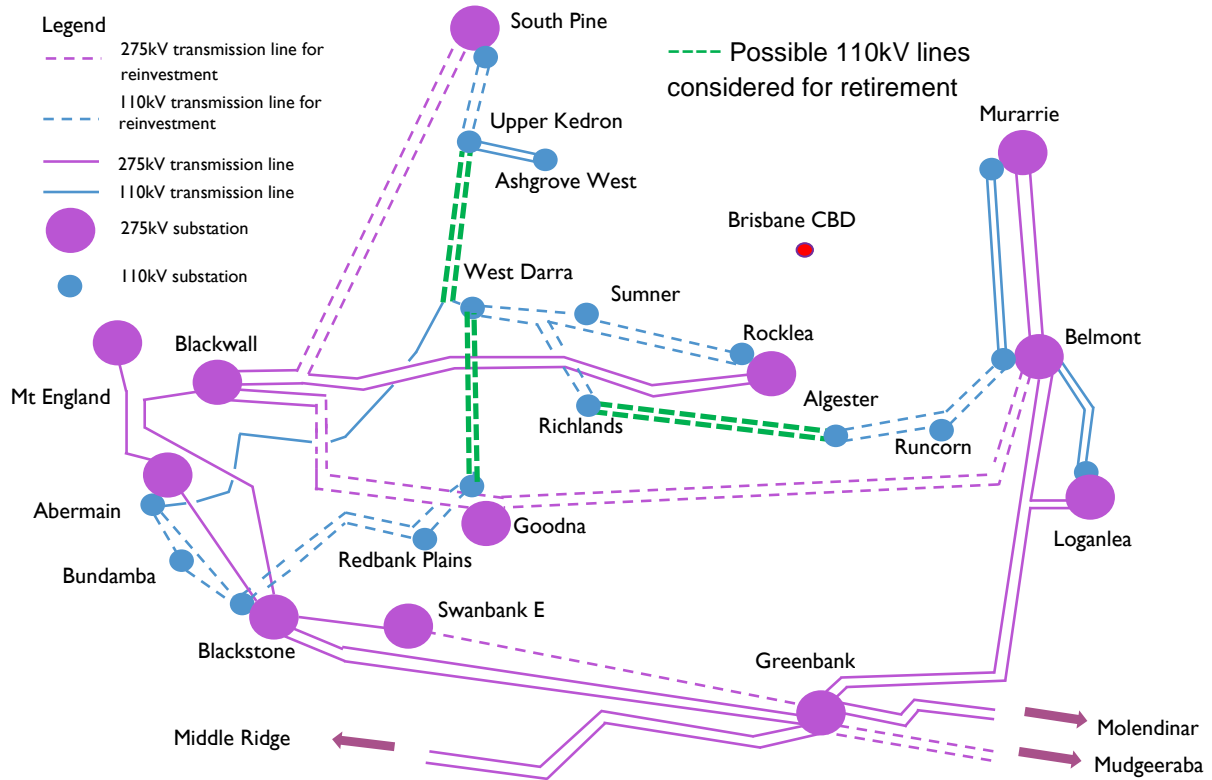 Legend
275kV transmission line for
reinvestment
110kV transmission line for
reinvestment
275kV transmission line
110kV transmission line
275kV substation
110kV substation
South Pine
Possible 110kV lines
considered for retirement
Upper Kedron
Ashgrove West
Murarrie
Brisbane CBD
West Darra
Sumner
Rocklea
Belmont
Blackwall
Mt England
Algester
Richlands
Runcorn
Abermain
Goodna
Loganlea
Redbank Plains
Bundamba
Swanbank E
Blackstone
Greenbank
Middle Ridge
Molendinar
Mudgeeraba